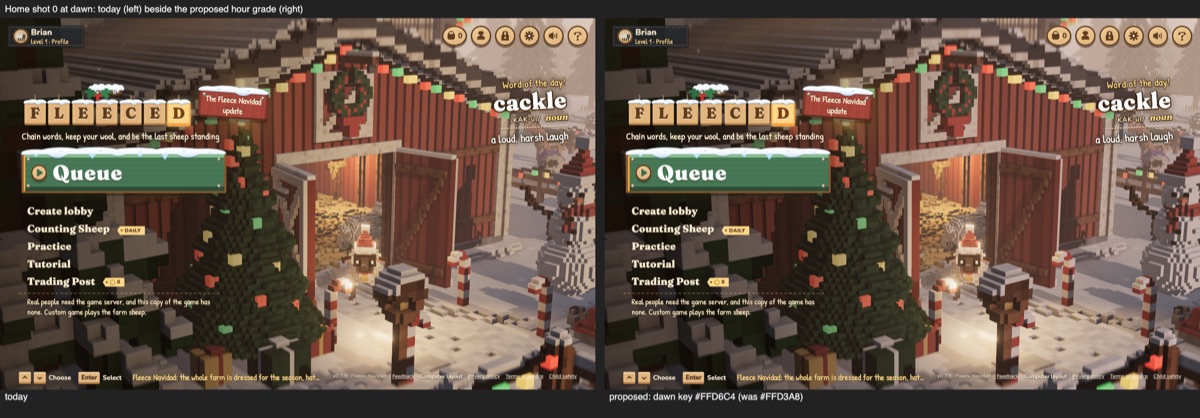 Home shot 0 at dawn: today (left) beside the proposed hour grade (right)
Brian
Level 1 · Profile
0
?
FLEECED
"The Fleece Navidad"
update
Chain words, keep your wool, and be the last sheep standing
Word of the day!
cackle
noun
a loud, harsh laugh
Queue
Create lobby
Counting Sheep
DAILY
Practice
Tutorial
Trading Post
0
Real people need the game server, and this copy of the game has
none. Custom game plays the farm sheep.
Choose
Enter Select
Fleece Navidad: the whole farm is dressed for the season, hat...
Feedback
Computer layout
Privacy policy
Terms of service
Child safety
today
Brian
Level 1 · Profile
0
?
FLEECED
"The Fleece Navidad"
update
Chain words, keep your wool, and be the last sheep standing
Word of the day!
cackle
noun
a loud, harsh laugh
Queue
Create lobby
Counting Sheep
DAILY
Practice
Tutorial
Trading Post
0
Real people need the game server, and this copy of the game has
none. Custom game plays the farm sheep.
Choose
Enter Select
Fleece Navidad: the whole farm is dressed for the season, hat...
Feedback
Computer layout
Privacy policy
Terms of service
Child safety
proposed: dawn key #FFD6C4 (was #FFD3A8)